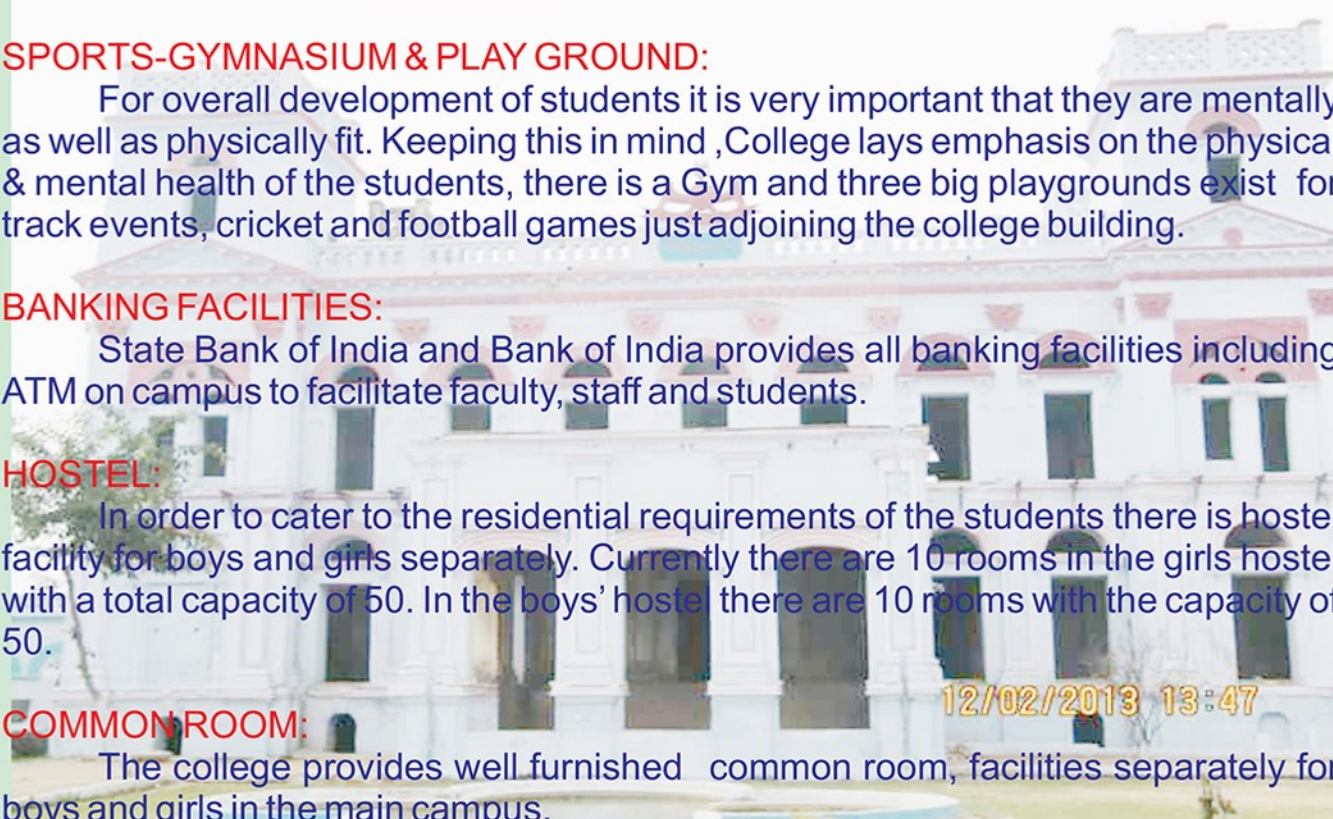 SPORTS-GYMNASIUM & PLAY GROUND:
For overall development of students it is very important that they are mentally
as well as physically fit. Keeping this in mind ,College lays emphasis on the physica
& mental health of the students, there is a Gym and three big playgrounds exist for
track events, cricket and football games just adjoining the college building.
BANKING FACILITIES:
State Bank of India and Bank of India provides all banking facilities including
ATM on campus to facilitate faculty, staff and students.
HOSTEL:
In order to cater to the residential requirements of the students there is hoste
facility for boys and girls separately. Currently there are 10 rooms in the girls hoste
with a total capacity of 50. In the boys’ hostel there are 10 rooms with the capacity of
50.
12/02/2013 13:47
COMMON ROOM:
The college provides well furnished common room, facilities separately for
boys and girls in the main campus.